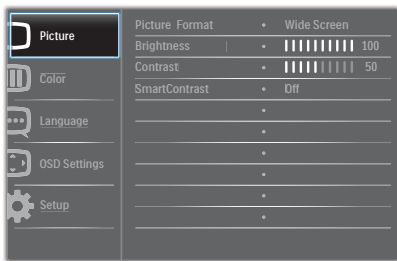 Picture
Color
Language
OSD Settings
Setup
Picture Format • Wide Screen
Brightness • 100
Contrast • 50
SmartContrast • Off